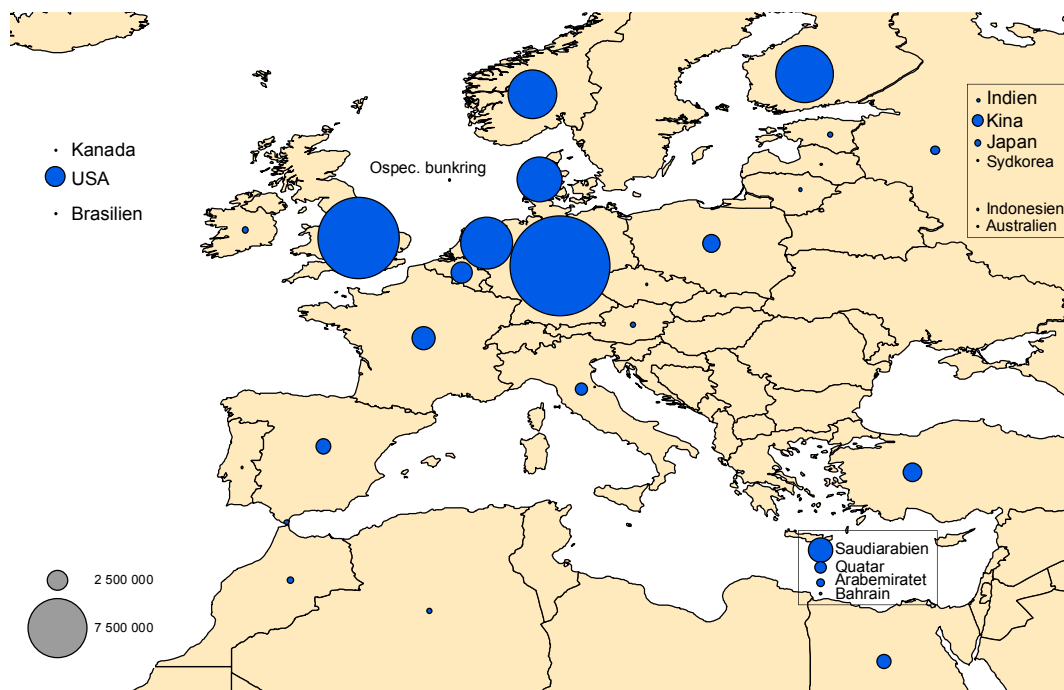 Indien
Kina
Japan
Sydkorea
Indonesien
Australien
Kanada
USA
Brasilien
Ospec. bunkring
Saudiarabien
Quatar
Arabemiratet
Bahrain
2 500 000
7 500 000